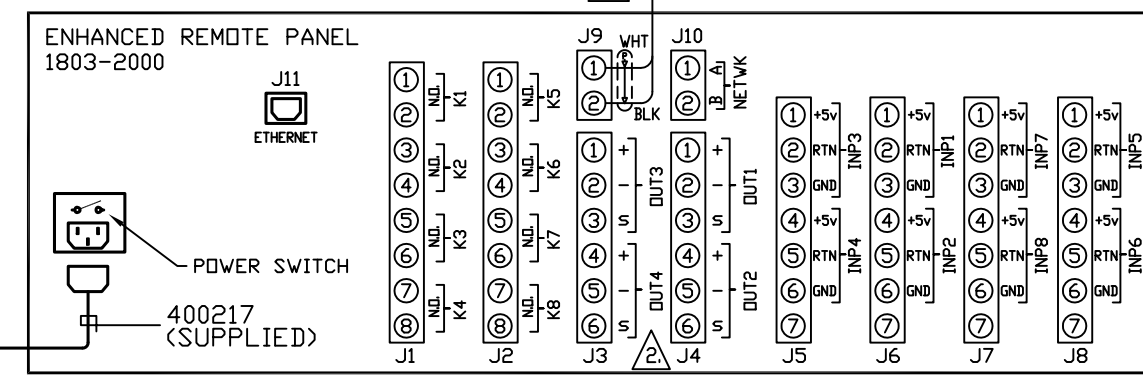 ENHANCED REMOTE PANEL
1803-2000
J11
ETHERNET
POWER SWITCH
400217
(SUPPLIED)
1
2
N.O.
K1
3
4
N.O.
K2
5
6
N.O.
K3
7
8
N.O.
K4
J1
1
2
N.O.
K5
3
4
N.O.
K6
5
6
N.O.
K7
7
8
N.O.
K8
J2
J9
WHT
1
2
P
BLK
J10
1 A
2 B
NETWK
1 +
2 -
3 S
OUT3
4 +
5 -
6 S
OUT4
J3
2.
1 +
2 -
3 S
OUT1
4 +
5 -
6 S
OUT2
J4
1 +5v
2 RTN
3 GND
INP3
4 +5v
5 RTN
6 GND
INP4
7
J5
1 +5v
2 RTN
3 GND
INP1
4 +5v
5 RTN
6 GND
INP2
7
J6
1 +5v
2 RTN
3 GND
INP7
4 +5v
5 RTN
6 GND
INP8
7
J7
1 +5v
2 RTN
3 GND
INP5
4 +5v
5 RTN
6 GND
INP6
7
J8